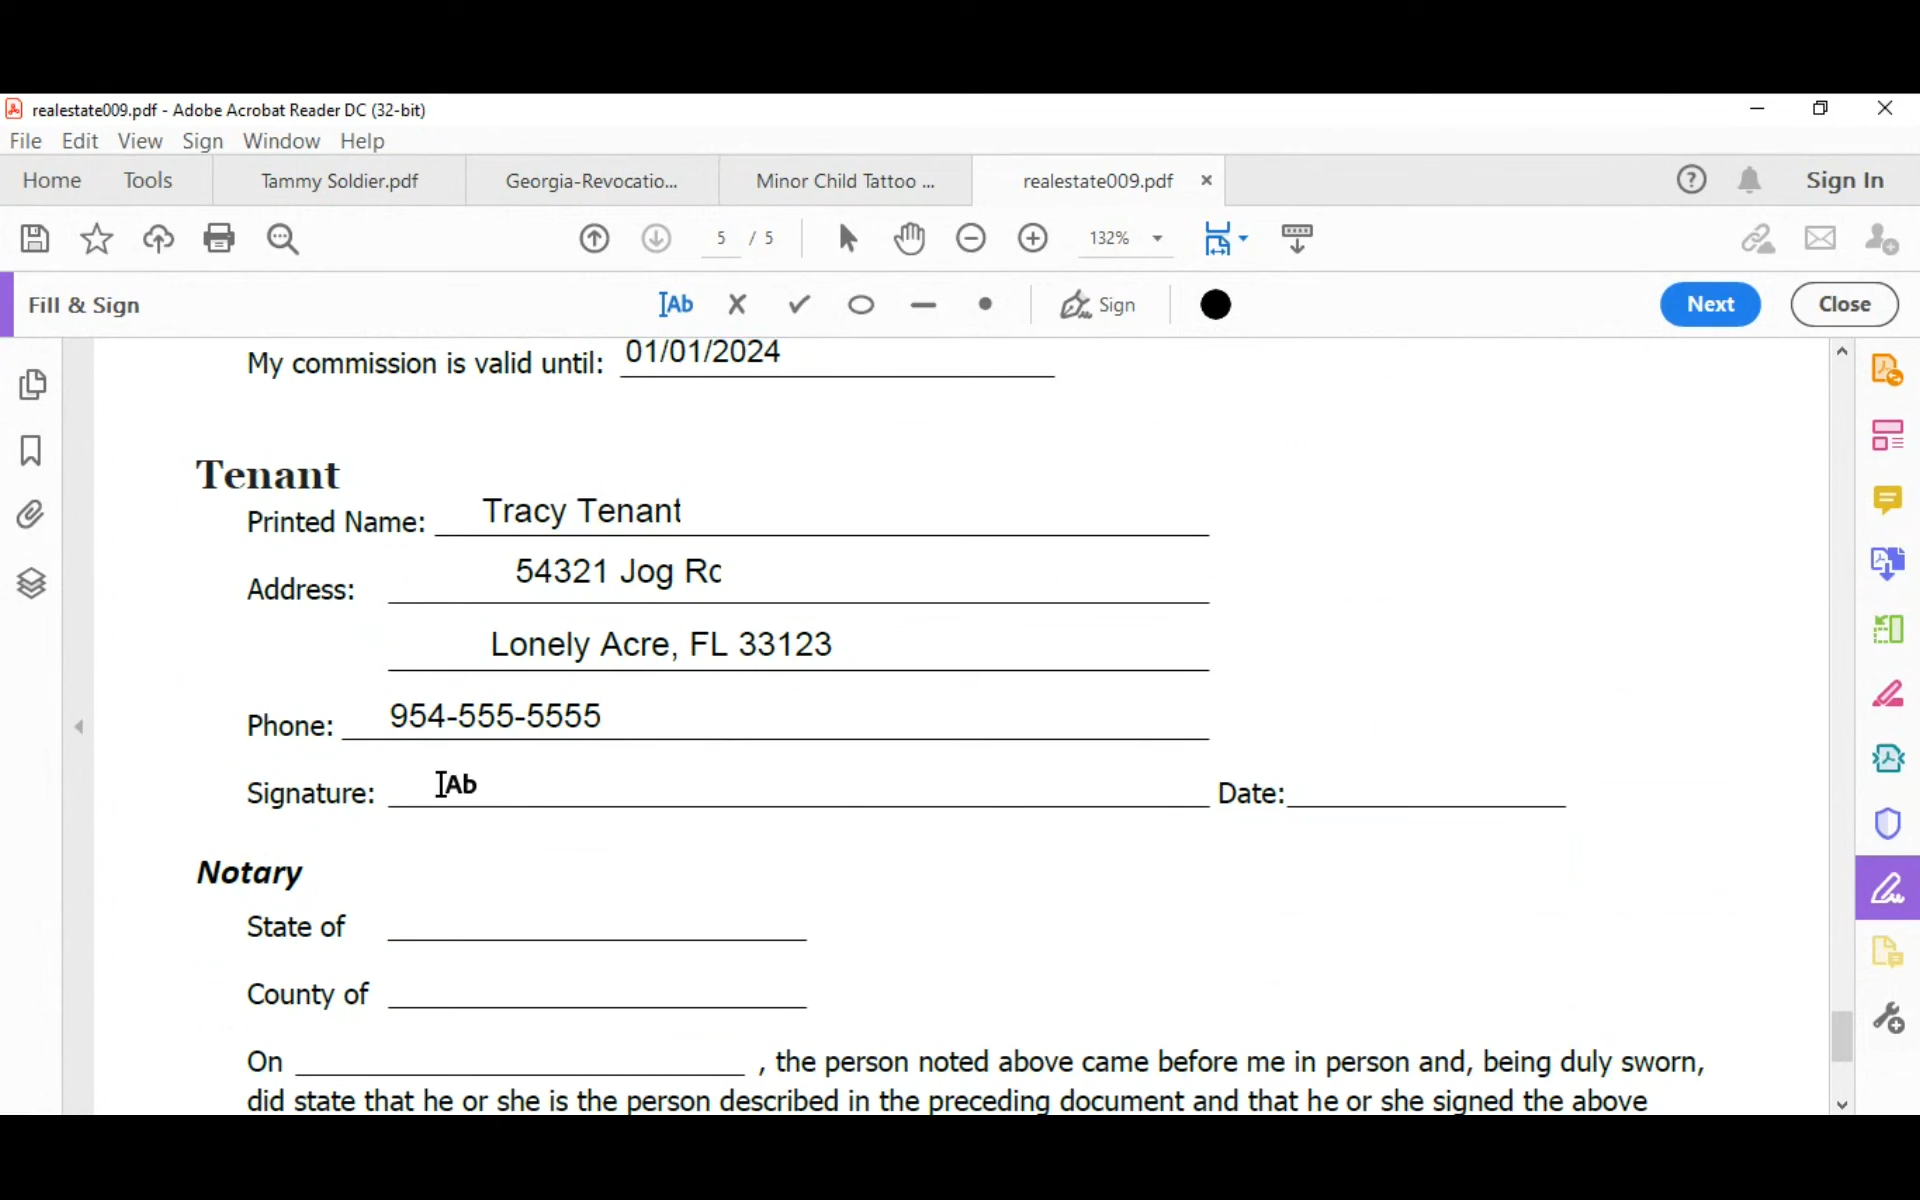 realestate009.pdf - Adobe Acrobat Reader DC (32-bit)
File Edit View Sign Window Help
Home Tools Tammy Soldier.pdf Georgia-Revocatio... Minor Child Tattoo ... realestate009.pdf Sign In
5 / 5 132%
Fill & Sign Ab Sign Next Close
My commission is valid until: 01/01/2024
Tenant
Printed Name: Tracy Tenant
Address: 54321 Jog Rd
Lonely Acre, FL 33123
Phone: 954-555-5555
Signature: Ab Date:
Notary
State of
County of
On , the person noted above came before me in person and, being duly sworn,
did state that he or she is the person described in the preceding document and that he or she signed the above